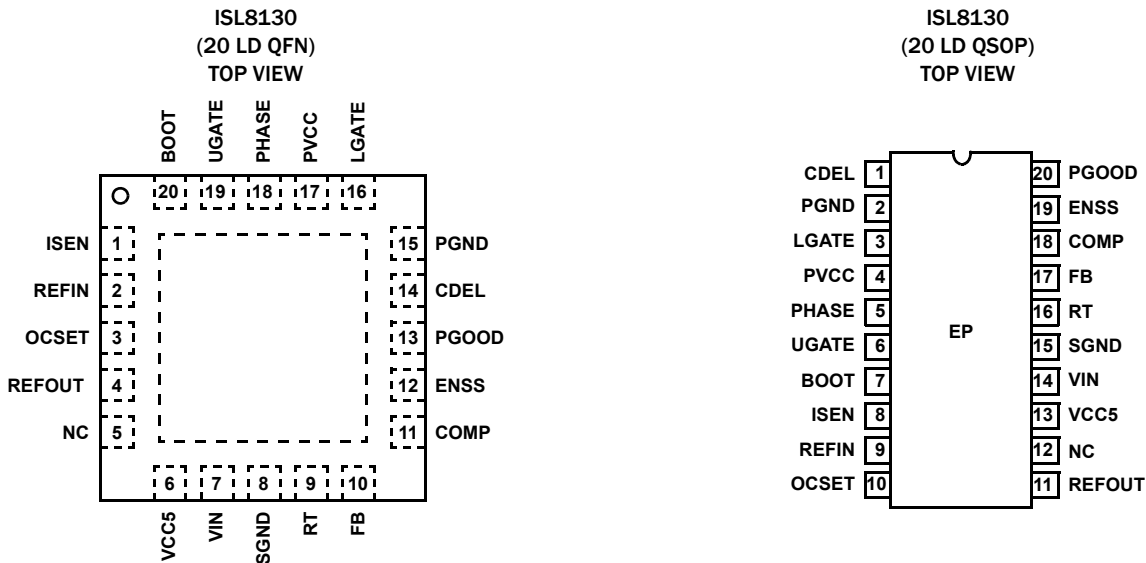 ISL8130
(20 LD QFN)
TOP VIEW
BOOT
UGATE
PHASE
PVCC
LGATE
20 19 18 17 16
ISEN 1
REFIN 2
OCSET 3
REFOUT 4
NC 5
15 PGND
14 CDEL
13 PGOOD
12 ENSS
11 COMP
6 7 8 9 10
VCC5
VIN
SGND
RT
FB
ISL8130
(20 LD QSOP)
TOP VIEW
CDEL 1
PGND 2
LGATE 3
PVCC 4
PHASE 5
UGATE 6
BOOT 7
ISEN 8
REFIN 9
OCSET 10
EP
20 PGOOD
19 ENSS
18 COMP
17 FB
16 RT
15 SGND
14 VIN
13 VCC5
12 NC
11 REFOUT